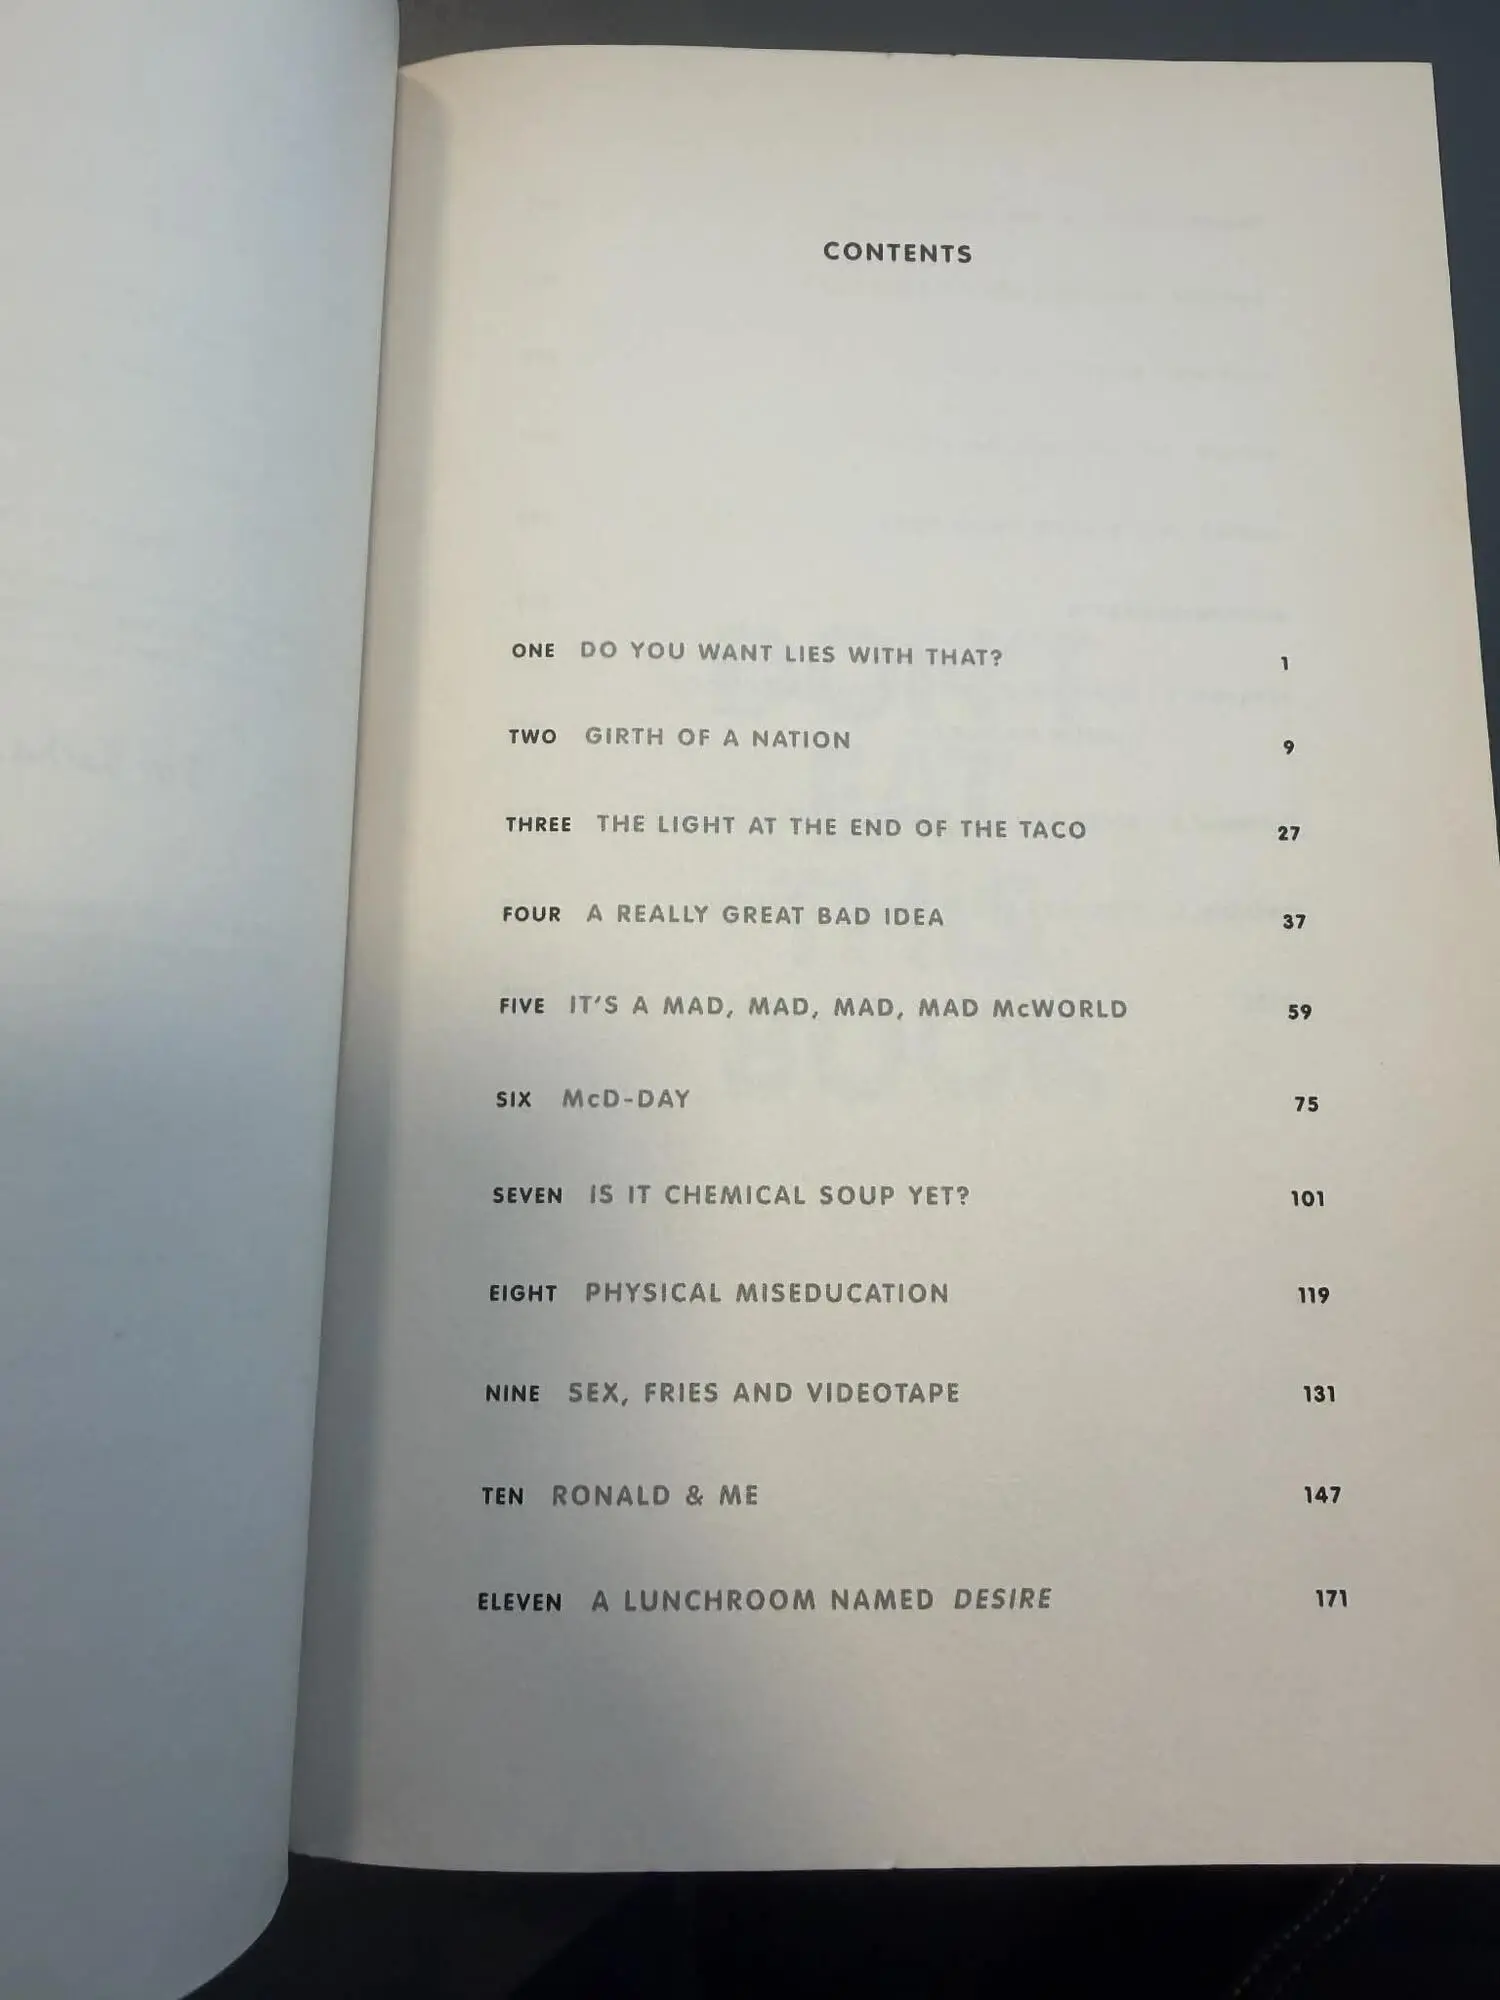 CONTENTS
ONE DO YOU WANT LIES WITH THAT? 1
TWO GIRTH OF A NATION 9
THREE THE LIGHT AT THE END OF THE TACO 27
FOUR A REALLY GREAT BAD IDEA 37
FIVE IT'S A MAD, MAD, MAD, MAD McWORLD 59
SIX McD-DAY 75
SEVEN IS IT CHEMICAL SOUP YET? 101
EIGHT PHYSICAL MISEDUCATION 119
NINE SEX, FRIES AND VIDEOTAPE 131
TEN RONALD & ME 147
ELEVEN A LUNCHROOM NAMED DESIRE 171